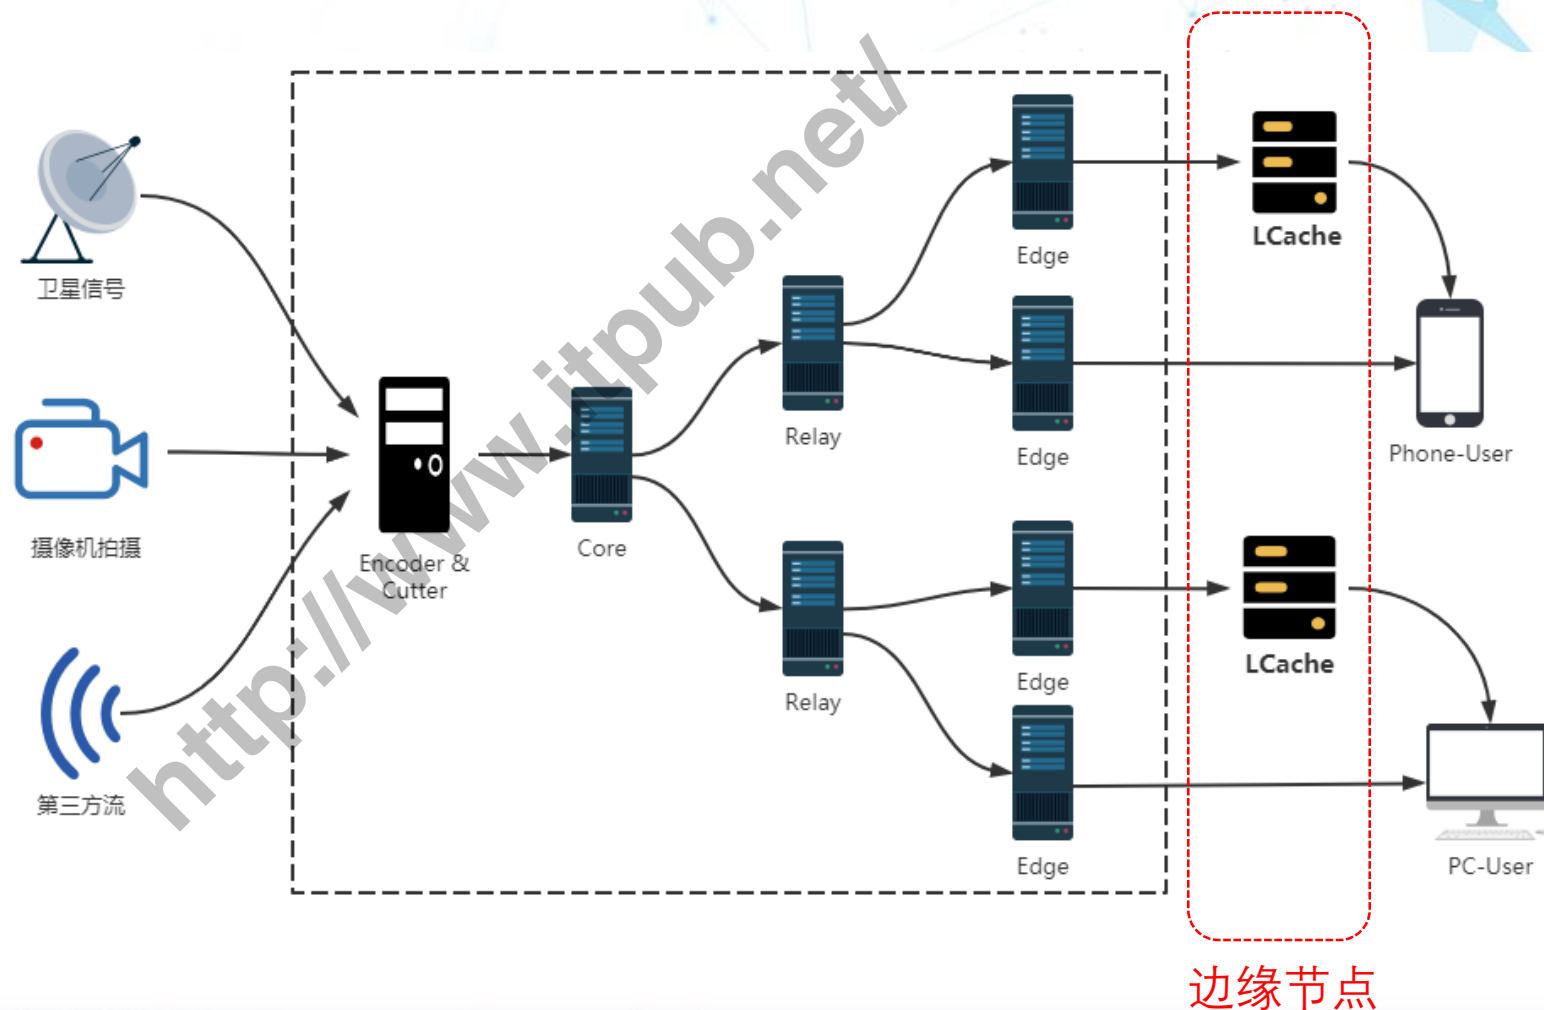 http://www.itpub.net/
卫星信号
摄像机拍摄
第三方流
Encoder &
Cutter
Core
Relay
Relay
Edge
Edge
Edge
Edge
LCache
LCache
Phone-User
PC-User
边缘节点